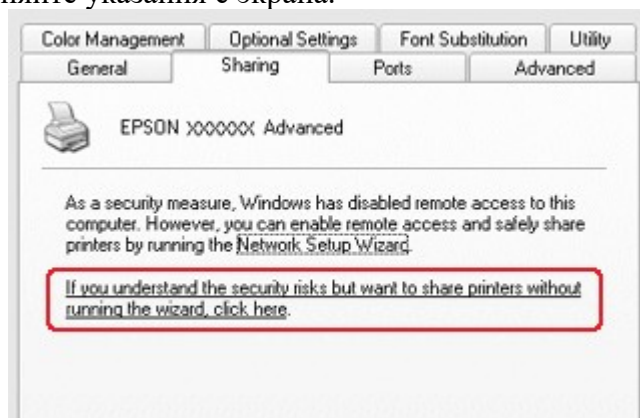 няйте указания с экрана.
Color Management Optional Settings Font Substitution Utility
General Sharing Ports Advanced
EPSON XXXXXX Advanced
As a security measure, Windows has disabled remote access to this
computer. However, you can enable remote access and safely share
printers by running the Network Setup Wizard.
If you understand the security risks but want to share printers without
running the wizard, click here.